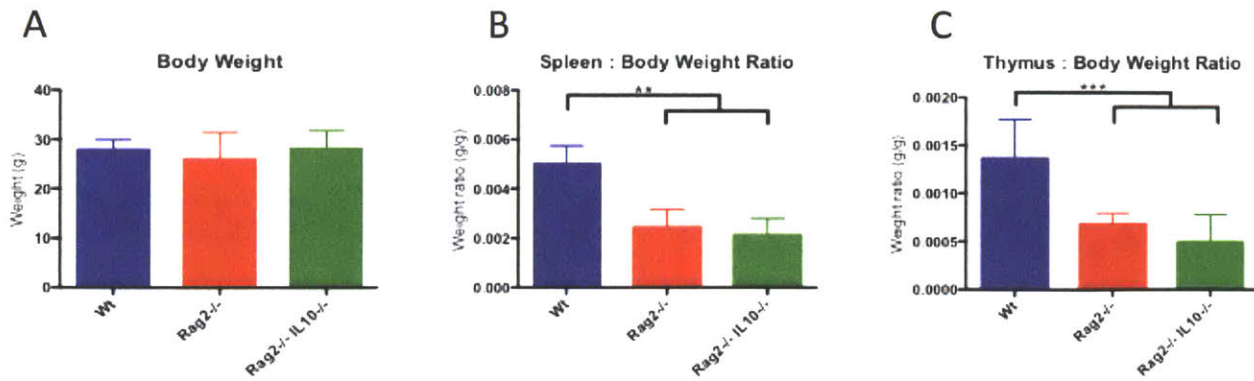 A
Body Weight
Weight (g)
40
30
20
10
0
Wt
Rag2-/-
Rag2-/- IL10-/-
B
Spleen : Body Weight Ratio
Weight ratio (g/g)
0.008
0.006
0.004
0.002
0.000
**
Wt
Rag2-/-
Rag2-/- IL10-/-
C
Thymus : Body Weight Ratio
Weight ratio (g/g)
0.0020
0.0015
0.0010
0.0005
0.0000
***
Wt
Rag2-/-
Rag2-/- IL10-/-